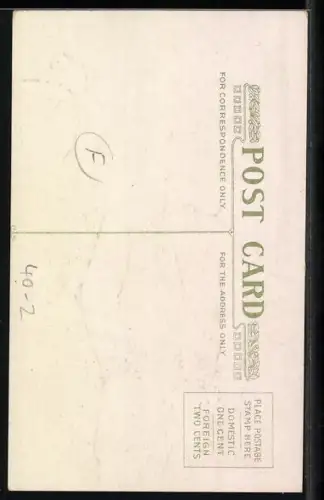 POST CARD
FOR CORRESPONDENCE ONLY
FOR THE ADDRESS ONLY
PLACE POSTAGE
STAMP HERE
DOMESTIC
ONE CENT
FOREIGN
TWO CENTS
F
40-2